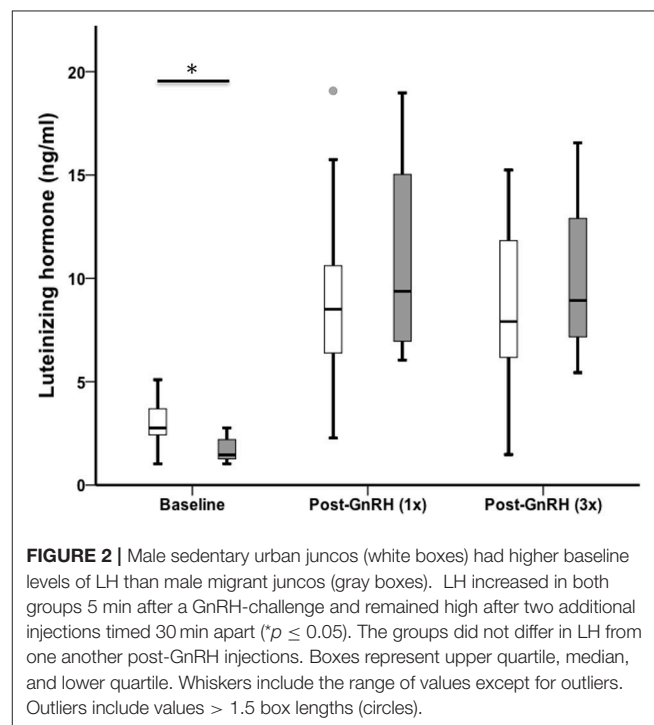 20
*
15
Luteinizing hormone (ng/ml)
10
5
0
Baseline Post-GnRH (1x) Post-GnRH (3x)
FIGURE 2 | Male sedentary urban juncos (white boxes) had higher baseline
levels of LH than male migrant juncos (gray boxes). LH increased in both
groups 5 min after a GnRH-challenge and remained high after two additional
injections timed 30 min apart (*p ≤ 0.05). The groups did not differ in LH from
one another post-GnRH injections. Boxes represent upper quartile, median,
and lower quartile. Whiskers include the range of values except for outliers.
Outliers include values > 1.5 box lengths (circles).